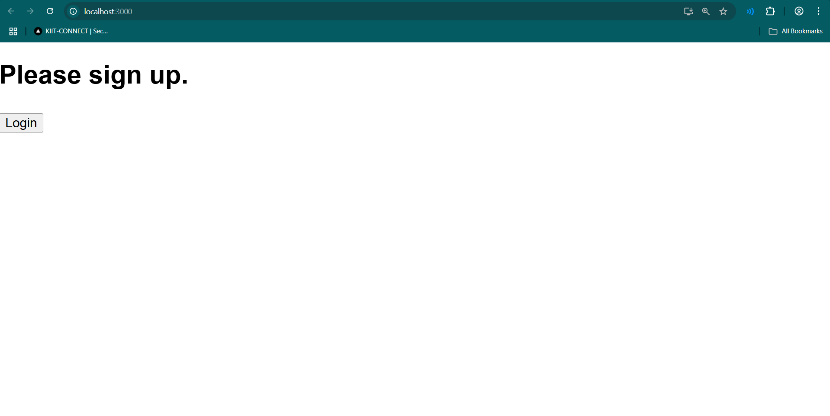 localhost:3000
KIIT-CONNECT | Sec...
All Bookmarks
Please sign up.
Login